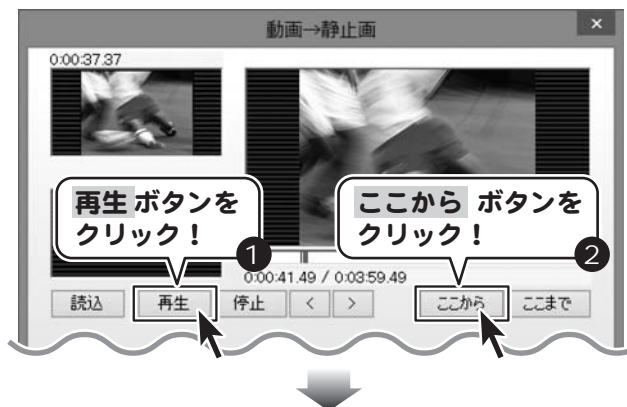 動画→静止画
×
0:00:37.37
再生 ボタンを
クリック！
1
ここから ボタンを
クリック！
2
0:00:41.49 / 0:03:59.49
読込 再生 停止 < > ここから ここまで